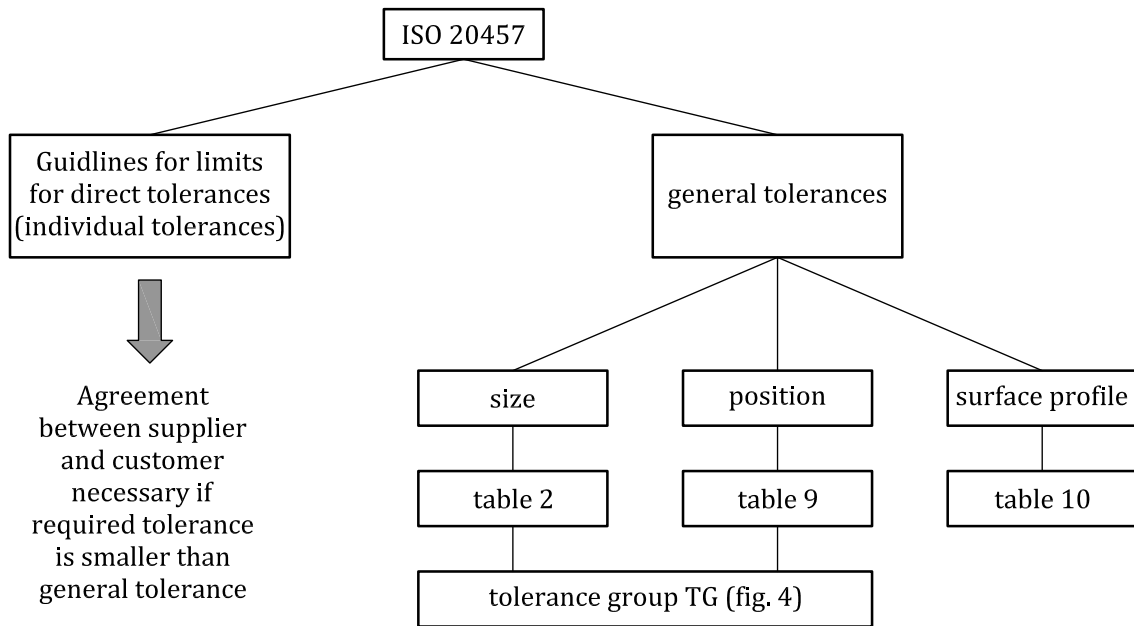 ISO 20457
Guidlines for limits
for direct tolerances
(individual tolerances)
general tolerances
Agreement
between supplier
and customer
necessary if
required tolerance
is smaller than
general tolerance
size
position
surface profile
table 2
table 9
table 10
tolerance group TG (fig. 4)